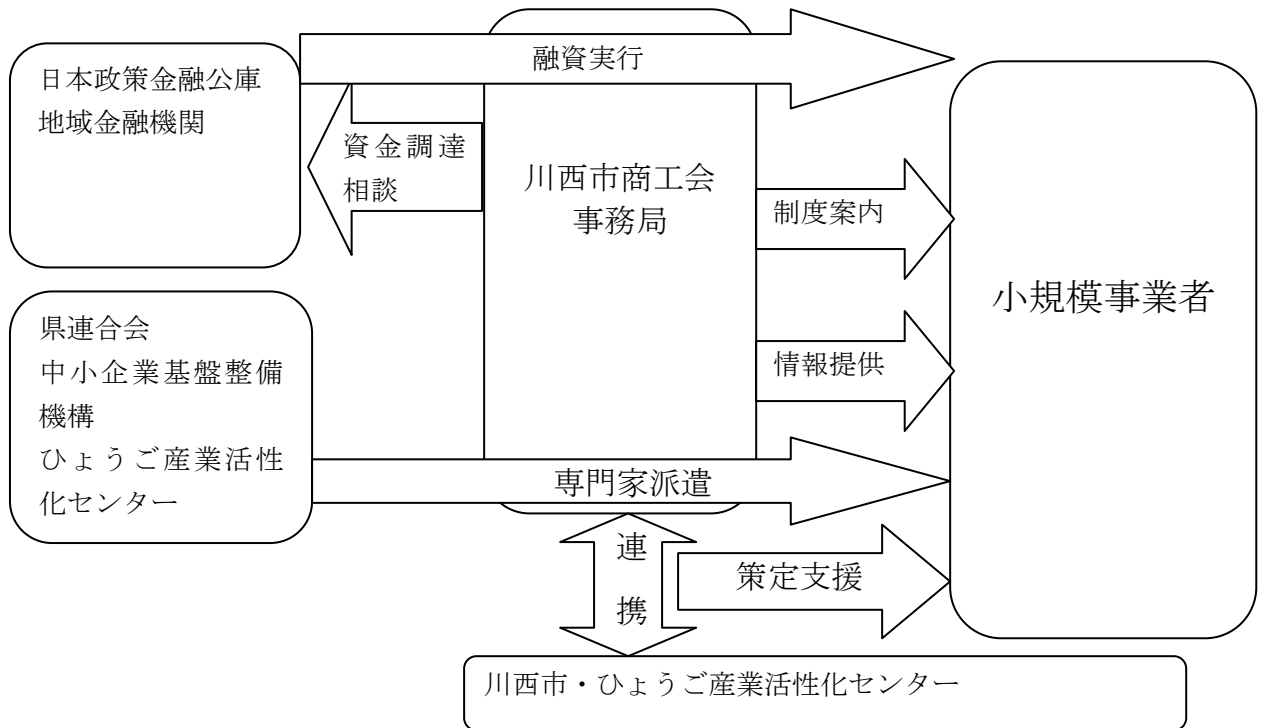 融資実行
日本政策金融公庫
地域金融機関
資金調達
相談
川西市商工会
事務局
制度案内
小規模事業者
県連合会
中小企業基盤整備
機構
ひょうご産業活性
化センター
情報提供
専門家派遣
連
携
策定支援
川西市・ひょうご産業活性化センター